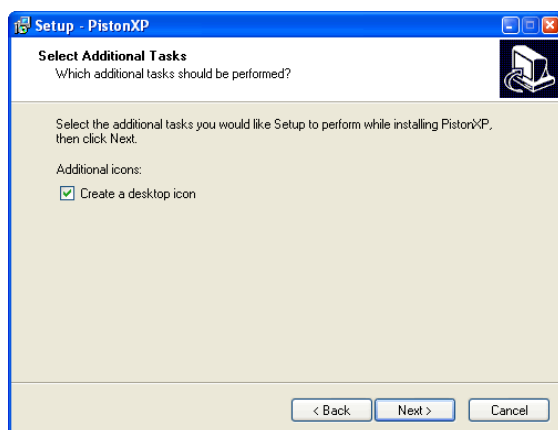 Setup - PistonXP
Select Additional Tasks
Which additional tasks should be performed?
Select the additional tasks you would like Setup to perform while installing PistonXP,
then click Next.
Additional icons:
Create a desktop icon
< Back
Next >
Cancel